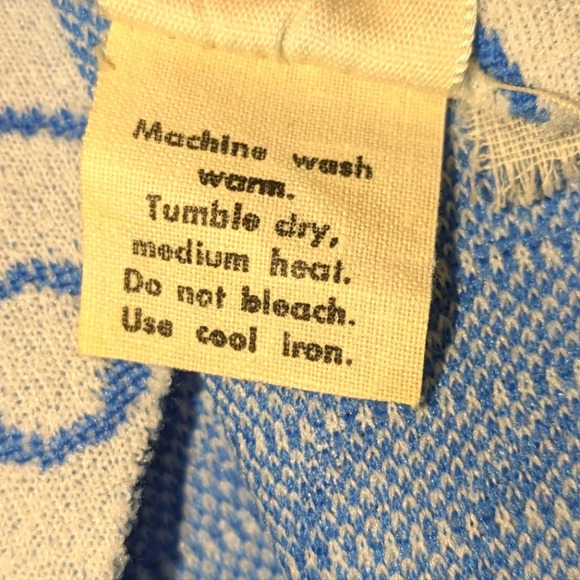 Machine wash
warm.
Tumble dry,
medium heat.
Do not bleach.
Use cool iron.